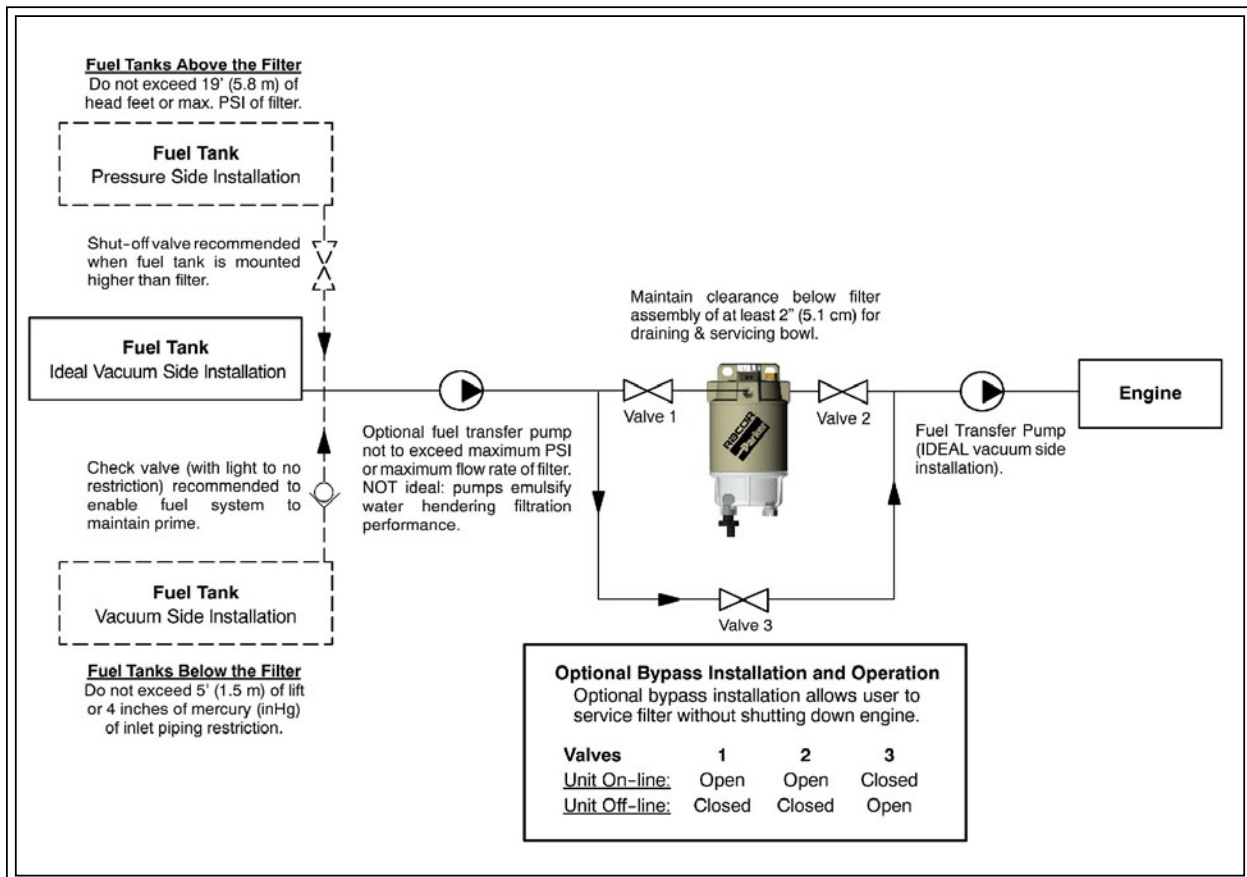 Fuel Tanks Above the Filter
Do not exceed 19' (5.8 m) of
head feet or max. PSI of filter.
Fuel Tank
Pressure Side Installation
Shut-off valve recommended
when fuel tank is mounted
higher than filter.
Fuel Tank
Ideal Vacuum Side Installation
Check valve (with light to no
restriction) recommended to
enable fuel system to
maintain prime.
Fuel Tank
Vacuum Side Installation
Fuel Tanks Below the Filter
Do not exceed 5' (1.5 m) of lift
or 4 inches of mercury (inHg)
of inlet piping restriction.
Optional fuel transfer pump
not to exceed maximum PSI
or maximum flow rate of filter.
NOT ideal: pumps emulsify
water hendering filtration
performance.
Maintain clearance below filter
assembly of at least 2" (5.1 cm) for
draining & servicing bowl.
Valve 1
RACOR
Parker
Valve 2
Valve 3
Fuel Transfer Pump
(IDEAL vacuum side
installation).
Engine
Optional Bypass Installation and Operation
Optional bypass installation allows user to
service filter without shutting down engine.
Valves 1 2 3
Unit On-line: Open Open Closed
Unit Off-line: Closed Closed Open